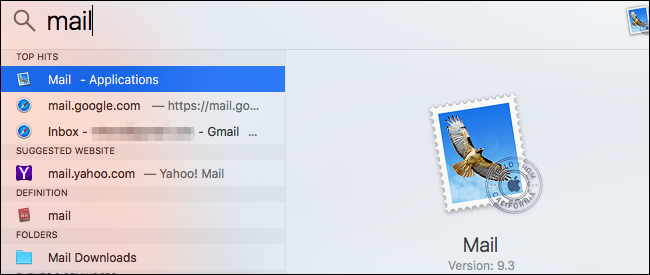 mail
TOP HITS
Mail - Applications
mail.google.com — https://mail.go...
Inbox - - Gmail ...
SUGGESTED WEBSITE
mail.yahoo.com — Yahoo! Mail
DEFINITION
mail
FOLDERS
Mail Downloads
HELLO FROM CALIFORNIA
Mail
Version: 9.3